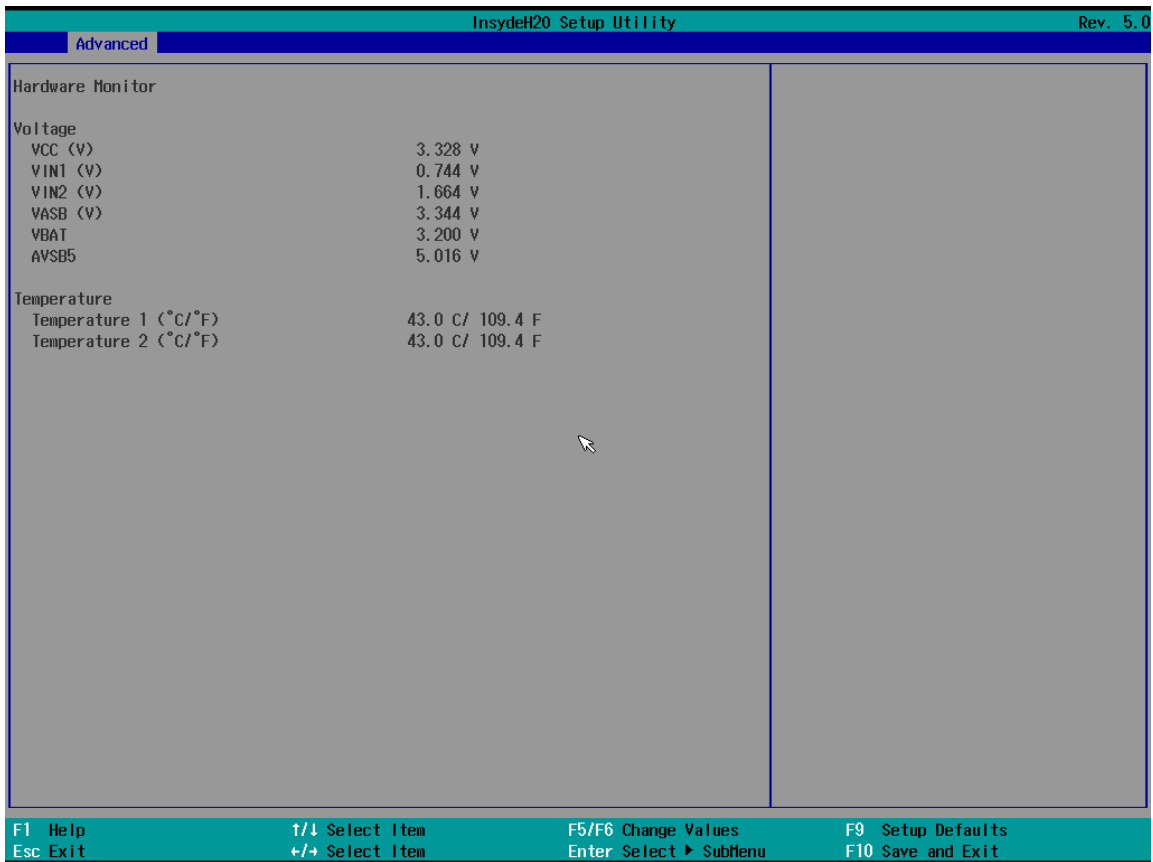 InsydeH20 Setup Utility Rev. 5.0
Advanced
Hardware Monitor
Voltage
VCC (V) 3.328 V
VIN1 (V) 0.744 V
VIN2 (V) 1.664 V
VASB (V) 3.344 V
VBAT 3.200 V
AVSB5 5.016 V
Temperature
Temperature 1 (°C/°F) 43.0 C/ 109.4 F
Temperature 2 (°C/°F) 43.0 C/ 109.4 F
F1 Help ↑/↓ Select Item F5/F6 Change Values F9 Setup Defaults
Esc Exit ←/→ Select Item Enter Select ▶ SubMenu F10 Save and Exit